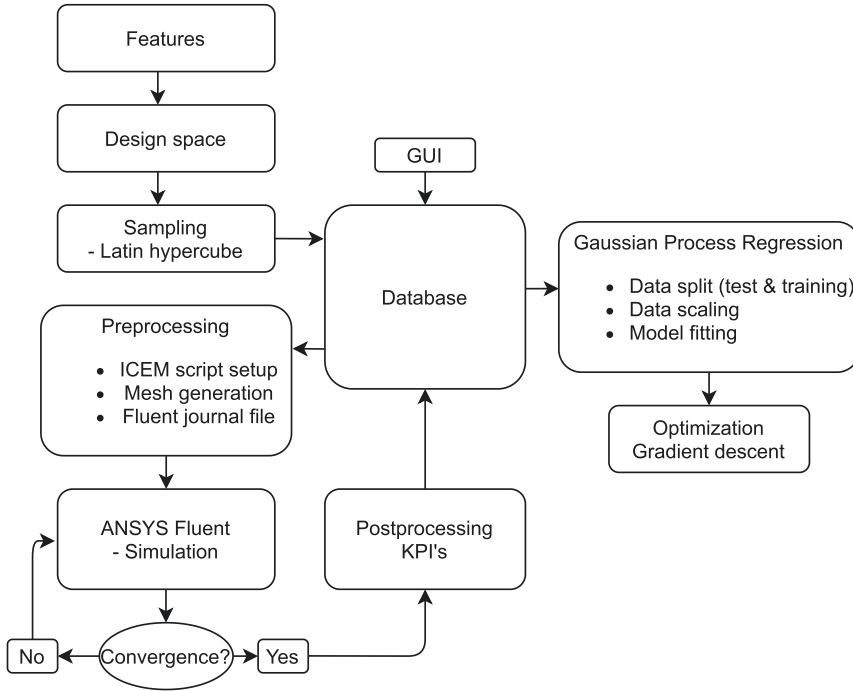 Features
Design space
Sampling
- Latin hypercube
GUI
Database
Gaussian Process Regression
• Data split (test & training)
• Data scaling
• Model fitting
Preprocessing
• ICEM script setup
• Mesh generation
• Fluent journal file
Optimization
Gradient descent
ANSYS Fluent
- Simulation
Postprocessing
KPI's
Convergence?
No
Yes